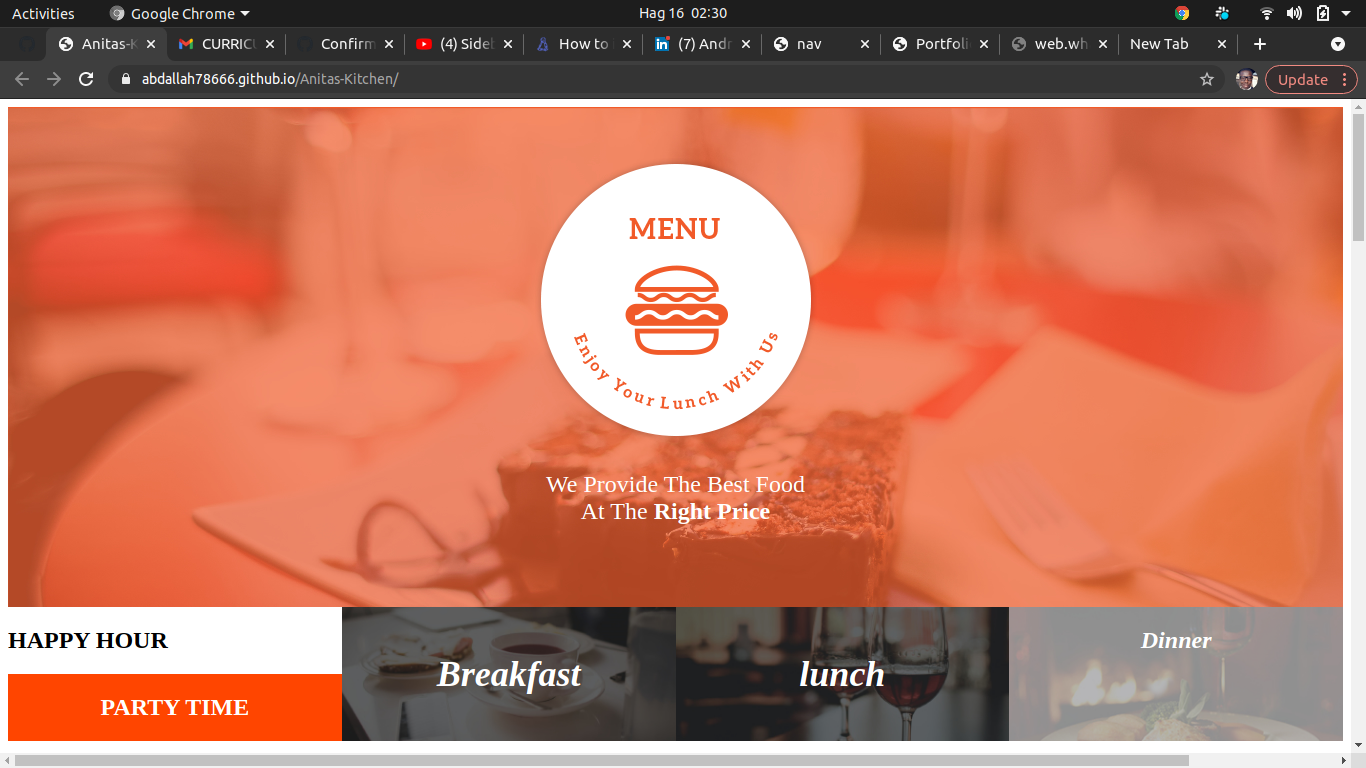 Activities
Google Chrome
Hag 16 02:30
Anitas-K
CURRIC
Confirm
(4) Sideb
How to
(7) Andr
nav
Portfoli
web.wh
New Tab
abdallah78666.github.io/Anitas-Kitchen/
Update
MENU
Enjoy Your Lunch With Us
We Provide The Best Food
At The Right Price
HAPPY HOUR
PARTY TIME
Breakfast
lunch
Dinner